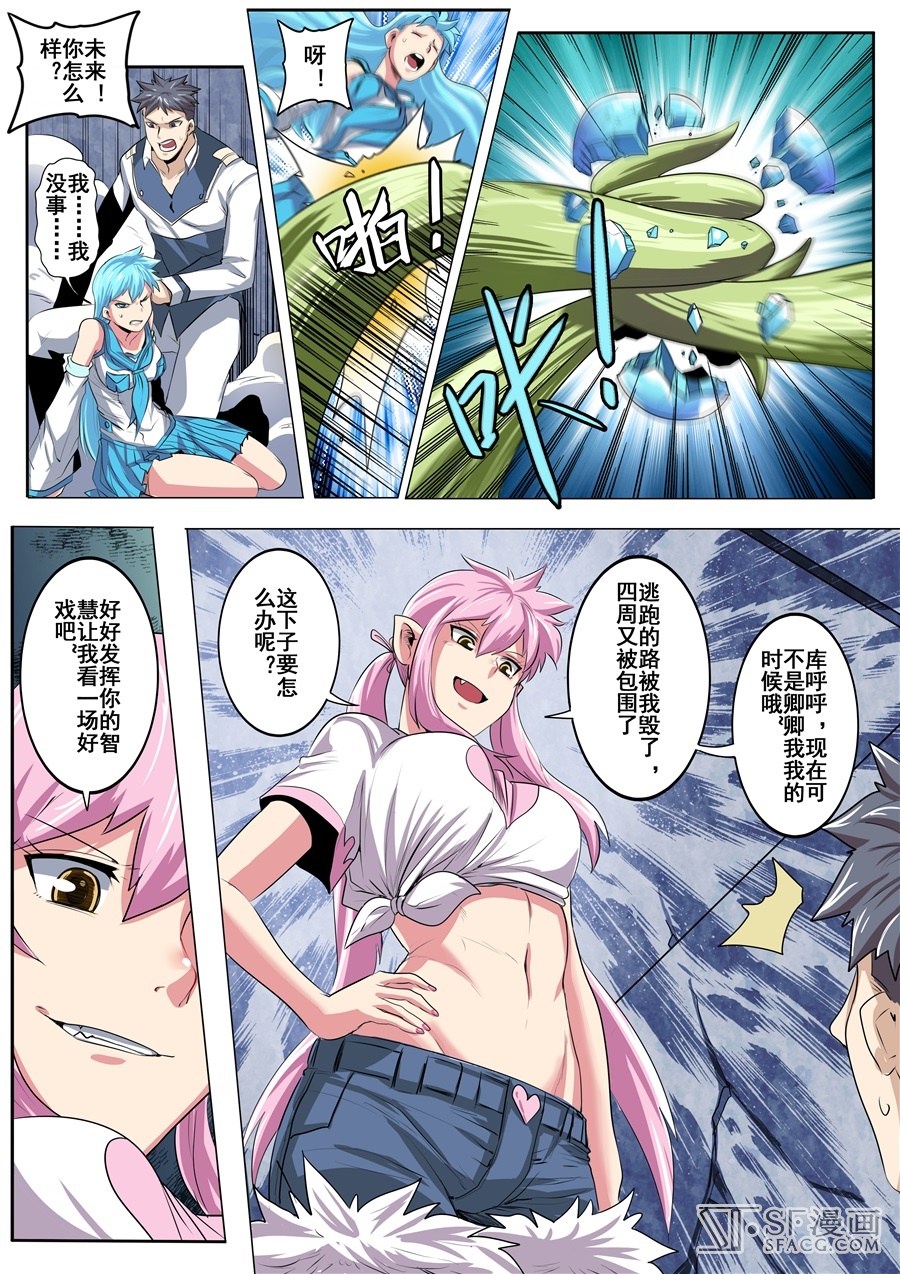 咔！
啪！
呀！
未来！
你怎么
样？
我……我
没事……
库呼呼，现在可
不是卿卿我我的
时候哦，
逃跑的路被我毁了，
四周又被包围了
这下子要怎
么办呢？
好好发挥你的智
慧让我看一场好
戏吧，
SF漫画
SFACG.COM